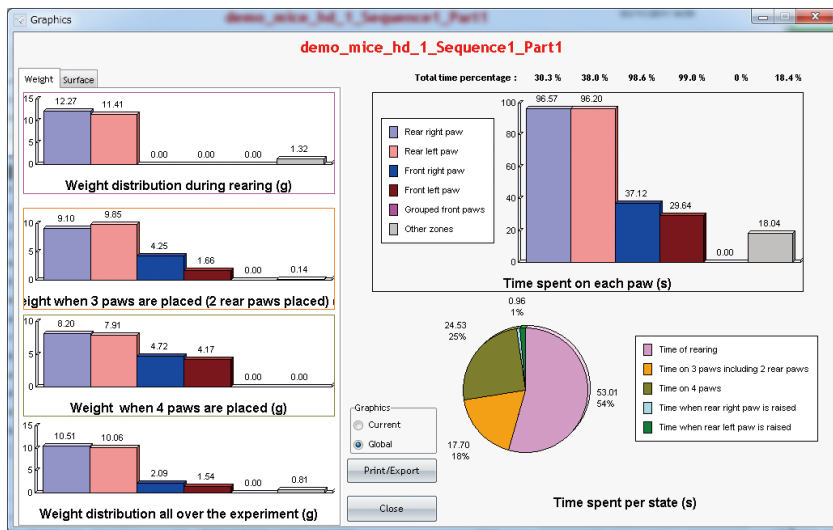 Graphics
demo_mice_hd_1_Sequence1_Part1
demo_mice_hd_1_Sequence1_Part1
Weight Surface
Total time percentage : 30.3 % 38.0 % 98.6 % 99.0 % 0 % 18.4 %
15
10
5
0
12.27 11.41 0.00 0.00 0.00 1.32
Weight distribution during rearing (g)
10
5
0
9.10 9.85 4.25 1.66 0.00 0.14
eight when 3 paws are placed (2 rear paws placed)
10
5
0
8.20 7.91 4.72 4.17 0.00 0.00
Weight when 4 paws are placed (g)
15
10
5
0
10.51 10.06 2.09 1.54 0.00 0.81
Weight distribution all over the experiment (g)
Rear right paw
Rear left paw
Front right paw
Front left paw
Grouped front paws
Other zones
100
80
60
40
20
0
96.57 96.20 37.12 29.64 0.00 18.04
Time spent on each paw (s)
0.96
1%
24.53
25%
53.01
54%
17.70
18%
Time of rearing
Time on 3 paws including 2 rear paws
Time on 4 paws
Time when rear right paw is raised
Time when rear left paw is raised
Graphics
Current
Global
Print/Export
Close
Time spent per state (s)